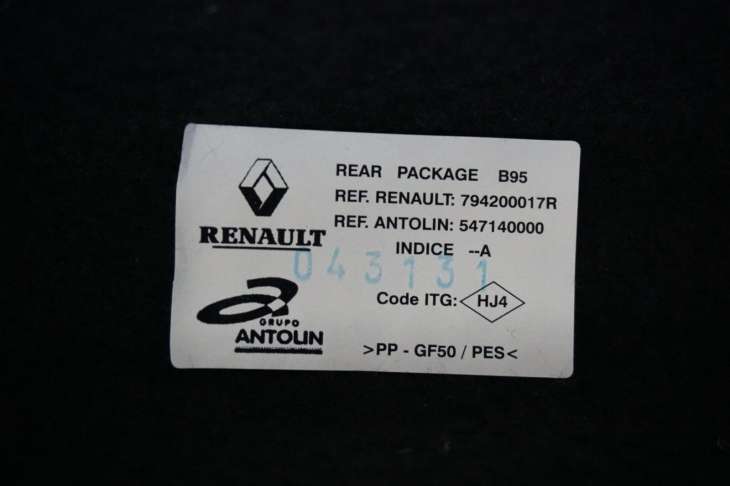 REAR PACKAGE B95
REF. RENAULT: 794200017R
REF. ANTOLIN: 547140000
INDICE --A
RENAULT
043131
Code ITG: HJ4
GRUPO
ANTOLIN
>PP - GF50 / PES<